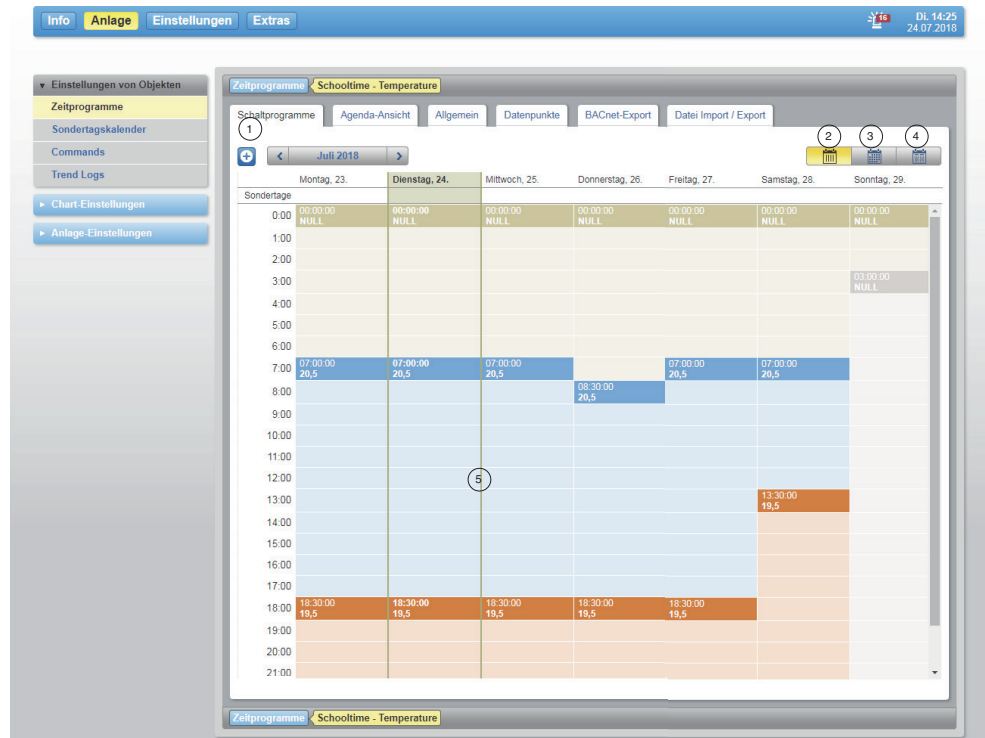 Info Anlage Einstellungen Extras 16 Di. 14:25
24.07.2018
Einstellungen von Objekten
Zeitprogramme
Sondertagskalender
Commands
Trend Logs
Chart-Einstellungen
Anlage-Einstellungen
Zeitprogramme Schooltime - Temperature
Schaltprogramme Agenda-Ansicht Allgemein Datenpunkte BACnet-Export Datei Import / Export
1 2 3 4
Juli 2018
Montag, 23. Dienstag, 24. Mittwoch, 25. Donnerstag, 26. Freitag, 27. Samstag, 28. Sonntag, 29.
Sondertage
0:00 00:00:00 00:00:00 00:00:00 00:00:00 00:00:00 00:00:00 00:00:00
NULL NULL NULL NULL NULL NULL NULL
1:00
2:00
3:00 03:00:00
NULL
4:00
5:00
6:00
7:00 07:00:00 07:00:00 07:00:00 07:00:00 07:00:00
20,5 20,5 20,5 20,5 20,5
8:00 08:30:00
20,5
9:00
10:00
11:00
12:00 5
13:00 13:30:00
19,5
14:00
15:00
16:00
17:00
18:00 18:30:00 18:30:00 18:30:00 18:30:00 18:30:00
19,5 19,5 19,5 19,5 19,5
19:00
20:00
21:00
Zeitprogramme Schooltime - Temperature